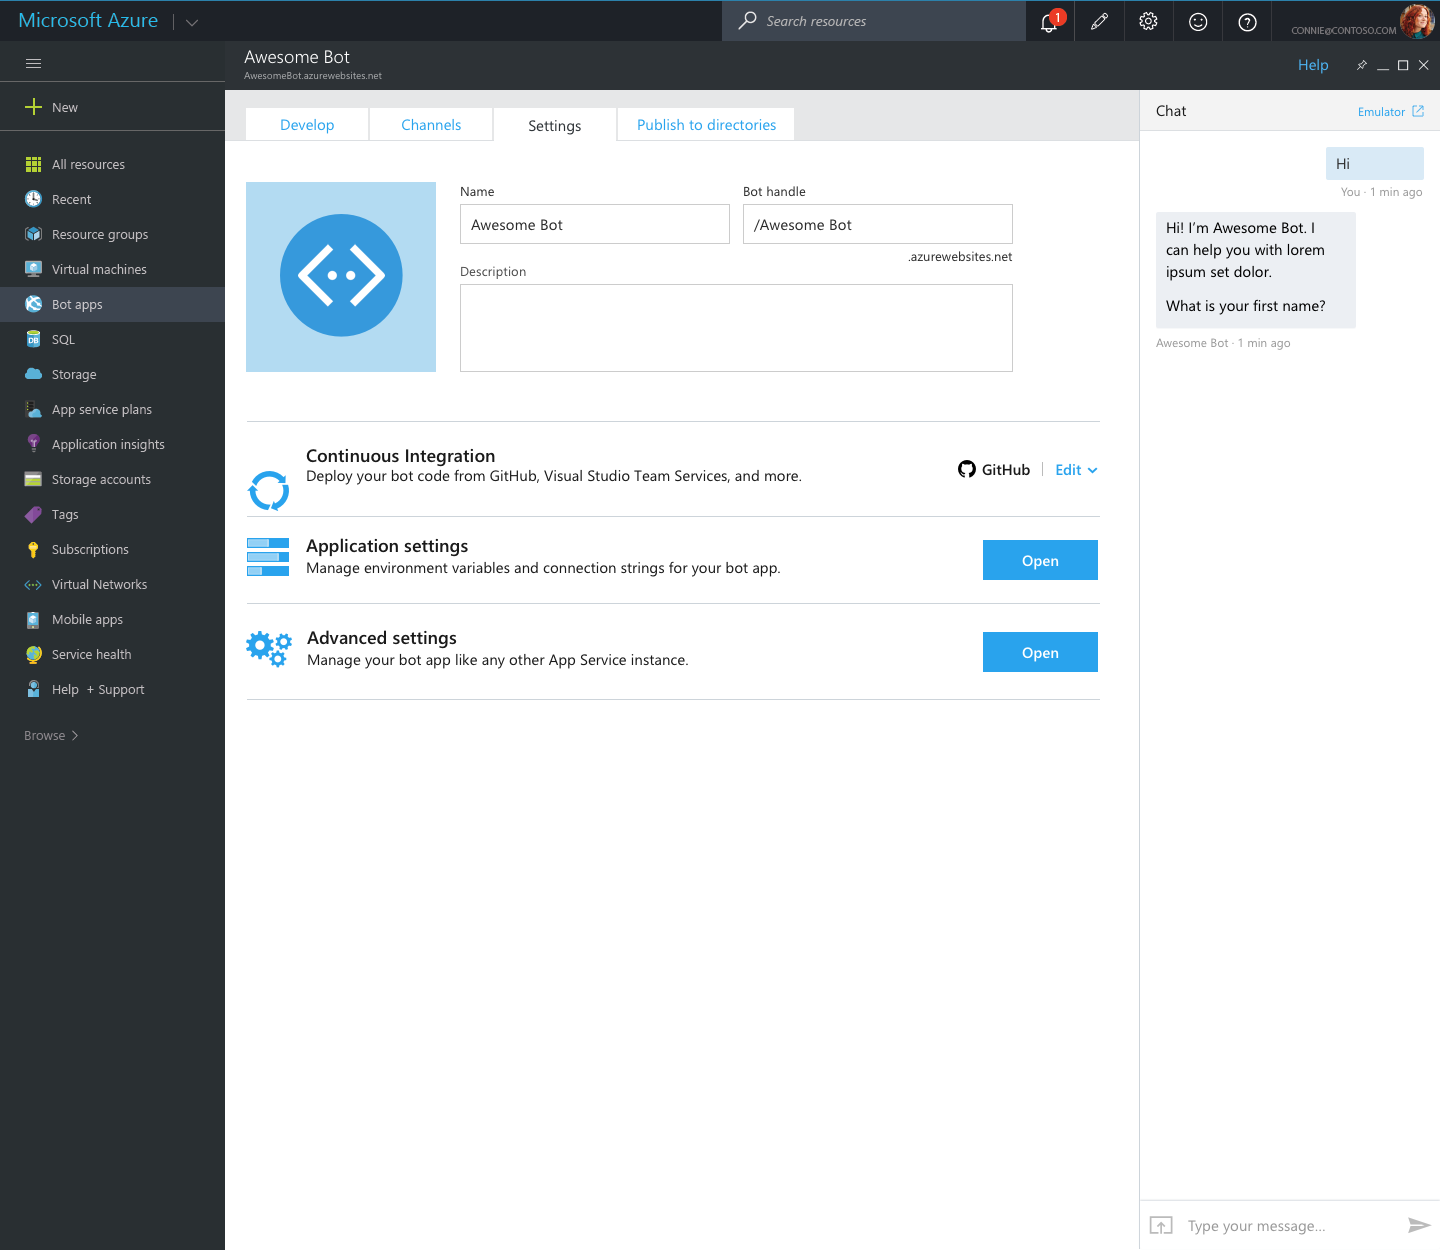 Microsoft Azure
Search resources
1
CONNIE@CONTOSO.COM
Awesome Bot
AwesomeBot.azurewebsites.net
Help
New
All resources
Recent
Resource groups
Virtual machines
Bot apps
DB
SQL
Storage
App service plans
Application insights
Storage accounts
Tags
Subscriptions
Virtual Networks
Mobile apps
Service health
Help + Support
Browse
Develop
Channels
Settings
Publish to directories
Name
Bot handle
Awesome Bot
/Awesome Bot
.azurewebsites.net
Description
Continuous Integration
Deploy your bot code from GitHub, Visual Studio Team Services, and more.
GitHub
Edit
Application settings
Manage environment variables and connection strings for your bot app.
Open
Advanced settings
Manage your bot app like any other App Service instance.
Open
Chat
Emulator
Hi
You · 1 min ago
Hi! I’m Awesome Bot. I
can help you with lorem
ipsum set dolor.
What is your first name?
Awesome Bot · 1 min ago
Type your message...